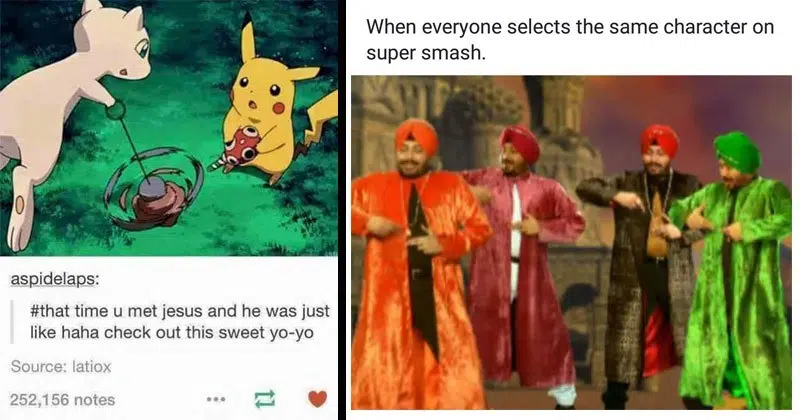 aspidelaps:
#that time u met jesus and he was just
like haha check out this sweet yo-yo
Source: latiox
252,156 notes
When everyone selects the same character on
super smash.